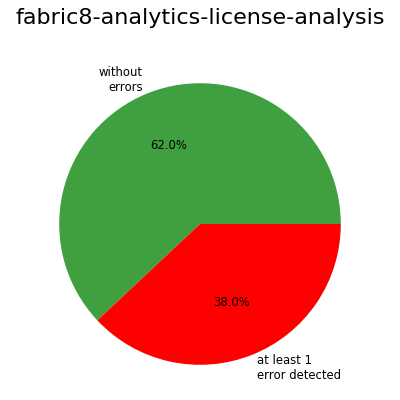 fabric8-analytics-license-analysis
without
errors
62.0%
38.0%
at least 1
error detected